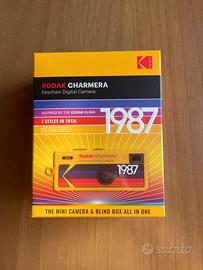 Kodak
KODAK CHARMERA
Keychain Digital Camera
INSPIRED BY THE KODAK FLING
7 STYLES IN TOTAL
1987
Kodak Charmera
1987
THE MINI CAMERA & BLIND BOX ALL IN ONE
subito